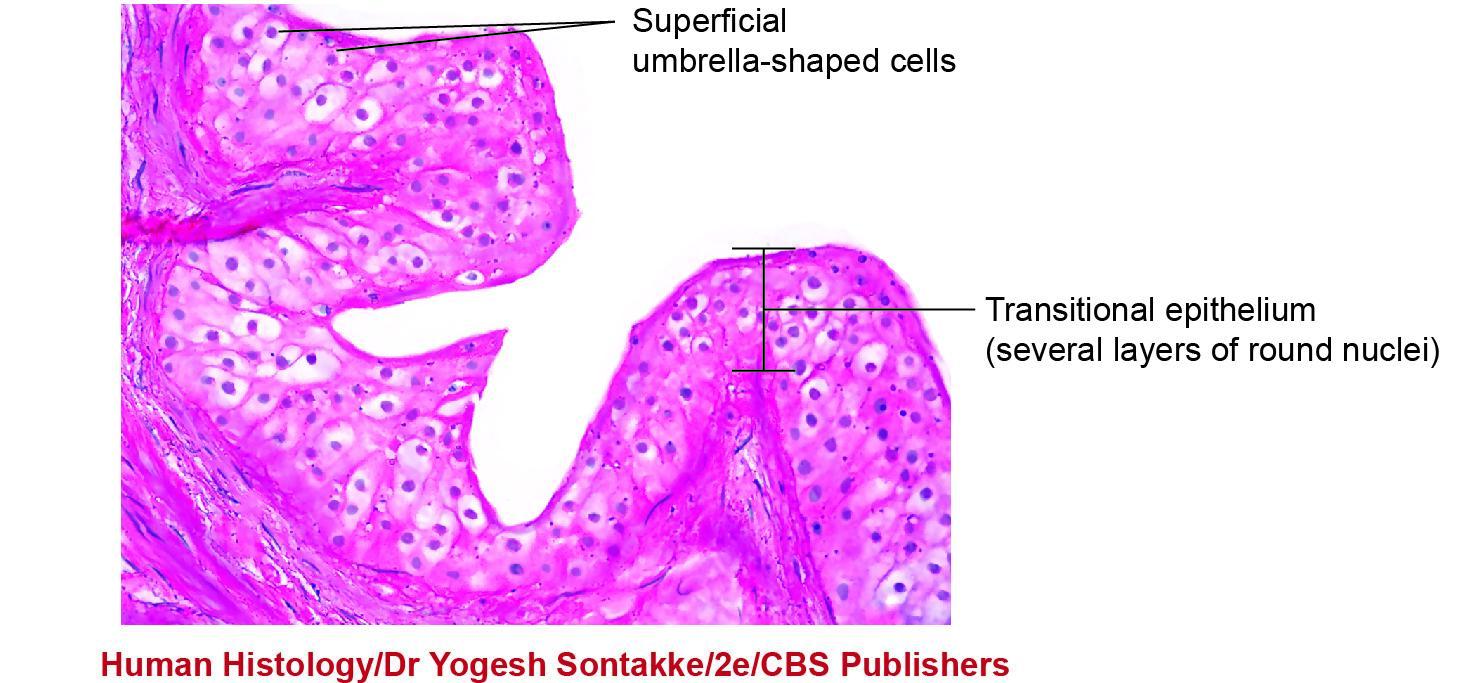 Superficial
umbrella-shaped cells
Transitional epithelium
(several layers of round nuclei)
Human Histology/Dr Yogesh Sontakke/2e/CBS Publishers